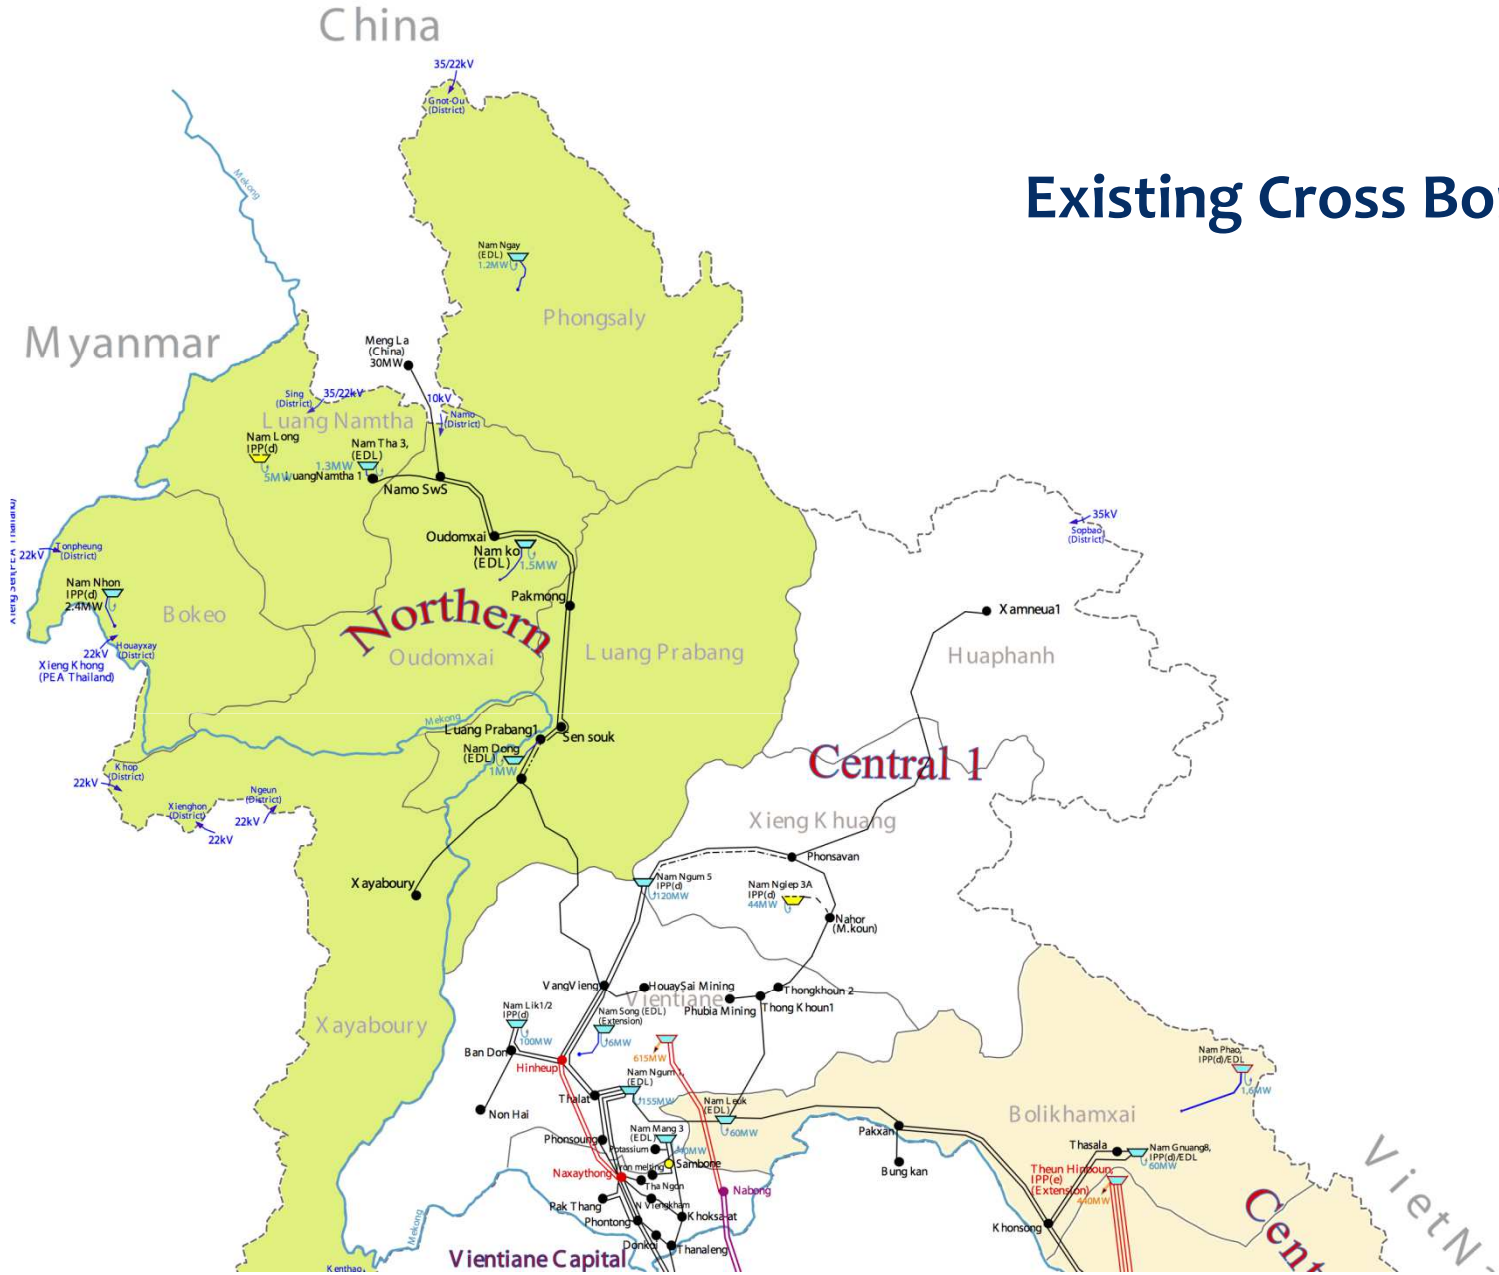 China
35/22kV
Gnot-Ou
(District)
Mekong
Existing Cross Bo
Nam Ngay
(EDL)
1.2MW
Phongsaly
Myanmar
Meng La
(China)
30MW
Sing
(District)
35/22kV
10kV
Namo
(District)
Luang Namtha
Nam Long
IPP(d)
5MW
Nam Tha 3,
(EDL)
1.3MW
LuangNamtha 1
Namo SwS
35kV
Sopbao
(District)
Oudomxai
Nam ko
(EDL)
1.5MW
22kV
Tonpheung
(District)
Nam Nhon
IPP(d)
2.4MW
Pakmong
Bokeo
Northern
Xamneua1
22kV
Houayxay
(District)
Xieng Khong
(PEA Thailand)
Oudomxai
Luang Prabang
Huaphanh
Mekong
Luang Prabang1
Sen souk
Nam Dong
(EDL)
1MW
Central 1
Khop
(District)
22kV
Ngeun
(District)
22kV
Xienghon
(District)
22kV
Xieng Khuang
Phonsavan
Xayaboury
Nam Ngum 5
IPP(d)
120MW
Nam Ngiep 3A
IPP(d)
44MW
Nahor
(M.koun)
VangVieng
HouaySai Mining
Vientiane
Phubia Mining
Thongkhoun 2
Thong Khoun1
Xayaboury
Nam Lik1/2
IPP(d)
100MW
Nam Song (EDL)
(Extension)
6MW
Ban Don
Hinheup
615MW
Nam Ngum 1,
(EDL)
155MW
Thalat
Non Hai
Nam Leuk
(EDL)
60MW
Nam Phao,
IPP(d)/EDL
1,6MW
Bolikhamxai
Nam Mang 3
(EDL)
40MW
Phonsoung
Potassium
Iron melting
Sambone
Pakxan
Bung kan
Thasala
Nam Gnuang8,
IPP(d)/EDL
60MW
Theun Hinboun,
IPP(e)
(Extension)
440MW
Naxaythong
Tha Ngon
Nabong
Pak Thang
N Viengkham
Khoksa-at
Phontong
Khonsong
Donkoi
Thanaleng
Mekong
Vientiane Capital
Kenthao
Cent
VietNa